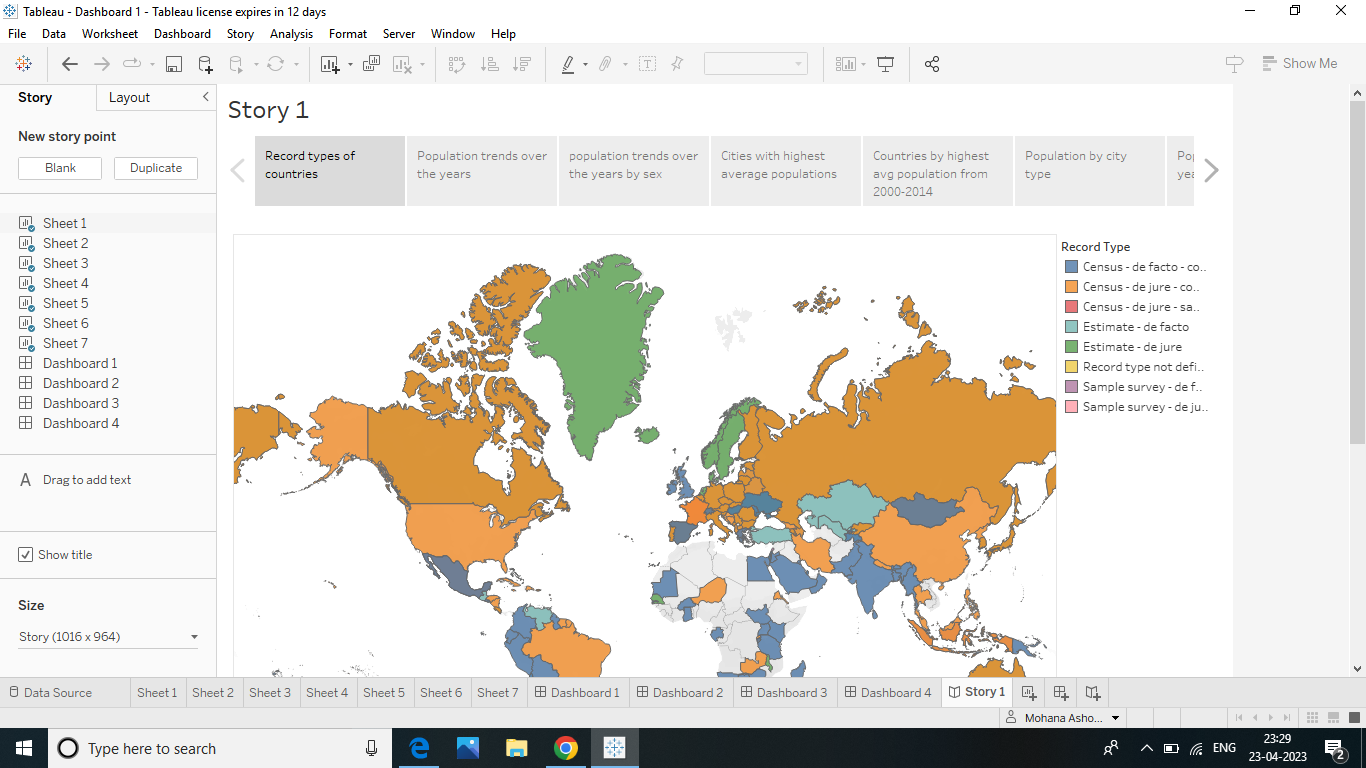 Tableau - Dashboard 1 - Tableau license expires in 12 days
File Data Worksheet Dashboard Story Analysis Format Server Window Help
Show Me
Story Layout
New story point
Blank Duplicate
Sheet 1
Sheet 2
Sheet 3
Sheet 4
Sheet 5
Sheet 6
Sheet 7
Dashboard 1
Dashboard 2
Dashboard 3
Dashboard 4
A Drag to add text
Show title
Size
Story (1016 x 964)
Story 1
Record types of
countries
Population trends over
the years
population trends over
the years by sex
Cities with highest
average populations
Countries by highest
avg population from
2000-2014
Population by city
type
Record Type
Census - de facto - co..
Census - de jure - co..
Census - de jure - sa..
Estimate - de facto
Estimate - de jure
Record type not defi..
Sample survey - de f..
Sample survey - de ju..
Data Source Sheet 1 Sheet 2 Sheet 3 Sheet 4 Sheet 5 Sheet 6 Sheet 7 Dashboard 1 Dashboard 2 Dashboard 3 Dashboard 4 Story 1
Mohana Asho...
Type here to search
ENG
23:29
23-04-2023
2